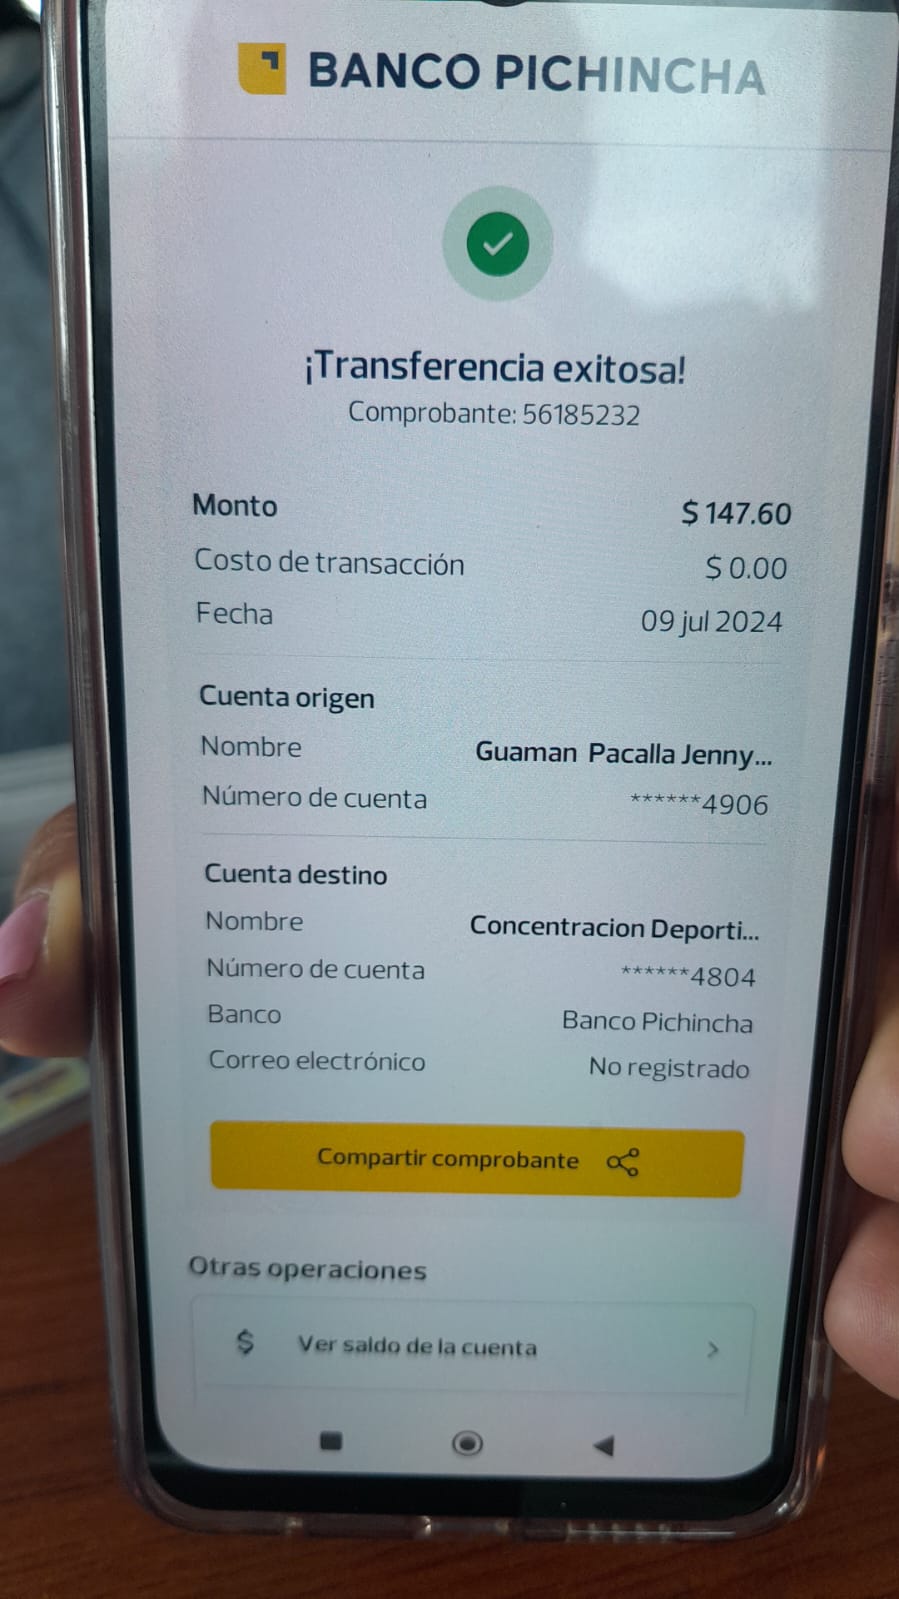 BANCO PICHINCHA
¡Transferencia exitosa!
Comprobante: 56185232
Monto $ 147.60
Costo de transacción $ 0.00
Fecha 09 jul 2024
Cuenta origen
Nombre Guaman Pacalla Jenny...
Número de cuenta ******4906
Cuenta destino
Nombre Concentracion Deporti...
Número de cuenta ******4804
Banco Banco Pichincha
Correo electrónico No registrado
Compartir comprobante
Otras operaciones
$ Ver saldo de la cuenta >